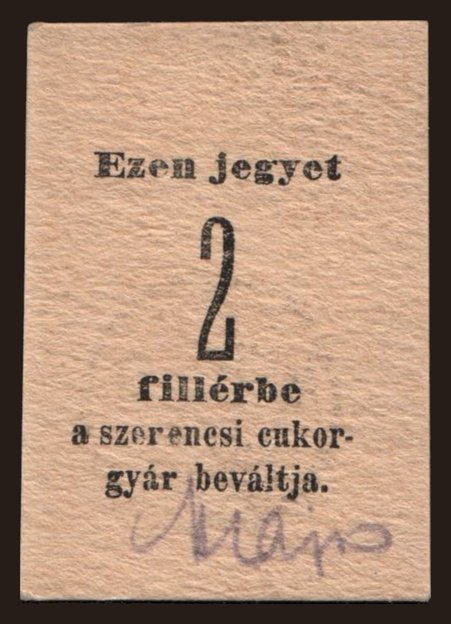 Ezen jegyet
2
fillérbe
a szerencsi cukor-
gyár beváltja.